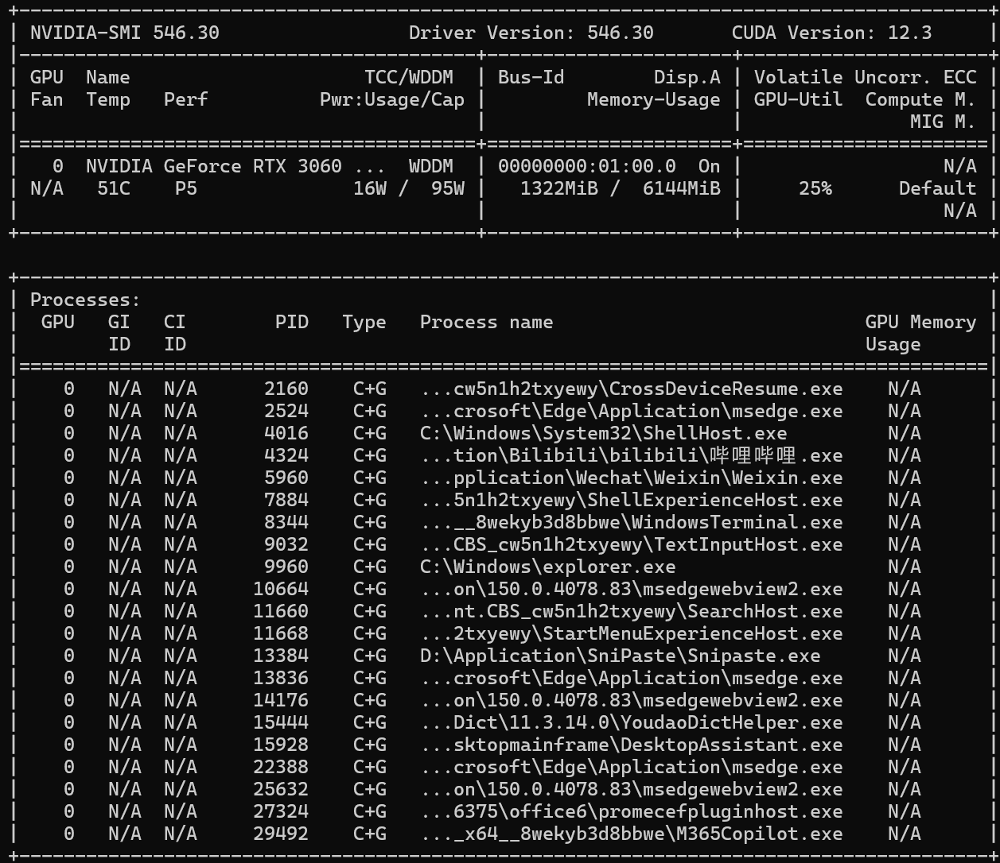 +-----------------------------------------------------------------------------------------+
| NVIDIA-SMI 546.30                 Driver Version: 546.30       CUDA Version: 12.3     |
|-----------------------------------------+----------------------+----------------------+
| GPU  Name                     TCC/WDDM  | Bus-Id        Disp.A | Volatile Uncorr. ECC |
| Fan  Temp   Perf          Pwr:Usage/Cap |         Memory-Usage | GPU-Util  Compute M. |
|                                         |                      |               MIG M. |
|=========================================+======================+======================|
|   0  NVIDIA GeForce RTX 3060 ...  WDDM  | 00000000:01:00.0  On |                  N/A |
| N/A   51C    P5              16W /  95W |   1322MiB /  6144MiB |     25%      Default |
|                                         |                      |                  N/A |
+-----------------------------------------+----------------------+----------------------+
+---------------------------------------------------------------------------------------+
| Processes:                                                                            |
|  GPU   GI   CI        PID   Type   Process name                            GPU Memory |
|        ID   ID                                                             Usage      |
|=======================================================================================|
|    0   N/A  N/A      2160    C+G   ...cw5n1h2txyewy\CrossDeviceResume.exe    N/A      |
|    0   N/A  N/A      2524    C+G   ...crosoft\Edge\Application\msedge.exe    N/A      |
|    0   N/A  N/A      4016    C+G   C:\Windows\System32\ShellHost.exe         N/A      |
|    0   N/A  N/A      4324    C+G   ...tion\Bilibili\bilibili\哔哩哔哩.exe    N/A      |
|    0   N/A  N/A      5960    C+G   ...pplication\Wechat\Weixin\Weixin.exe    N/A      |
|    0   N/A  N/A      7884    C+G   ...5n1h2txyewy\ShellExperienceHost.exe    N/A      |
|    0   N/A  N/A      8344    C+G   ...__8wekyb3d8bbwe\WindowsTerminal.exe    N/A      |
|    0   N/A  N/A      9032    C+G   ...CBS_cw5n1h2txyewy\TextInputHost.exe    N/A      |
|    0   N/A  N/A      9960    C+G   C:\Windows\explorer.exe                   N/A      |
|    0   N/A  N/A     10664    C+G   ...on\150.0.4078.83\msedgewebview2.exe    N/A      |
|    0   N/A  N/A     11660    C+G   ...nt.CBS_cw5n1h2txyewy\SearchHost.exe    N/A      |
|    0   N/A  N/A     11668    C+G   ...2txyewy\StartMenuExperienceHost.exe    N/A      |
|    0   N/A  N/A     13384    C+G   D:\Application\SniPaste\Snipaste.exe      N/A      |
|    0   N/A  N/A     13836    C+G   ...crosoft\Edge\Application\msedge.exe    N/A      |
|    0   N/A  N/A     14176    C+G   ...on\150.0.4078.83\msedgewebview2.exe    N/A      |
|    0   N/A  N/A     15444    C+G   ...Dict\11.3.14.0\YoudaoDictHelper.exe    N/A      |
|    0   N/A  N/A     15928    C+G   ...sktopmainframe\DesktopAssistant.exe    N/A      |
|    0   N/A  N/A     22388    C+G   ...crosoft\Edge\Application\msedge.exe    N/A      |
|    0   N/A  N/A     25632    C+G   ...on\150.0.4078.83\msedgewebview2.exe    N/A      |
|    0   N/A  N/A     27324    C+G   ...6375\office6\promecefpluginhost.exe    N/A      |
|    0   N/A  N/A     29492    C+G   ..._x64__8wekyb3d8bbwe\M365Copilot.exe    N/A      |
+---------------------------------------------------------------------------------------+